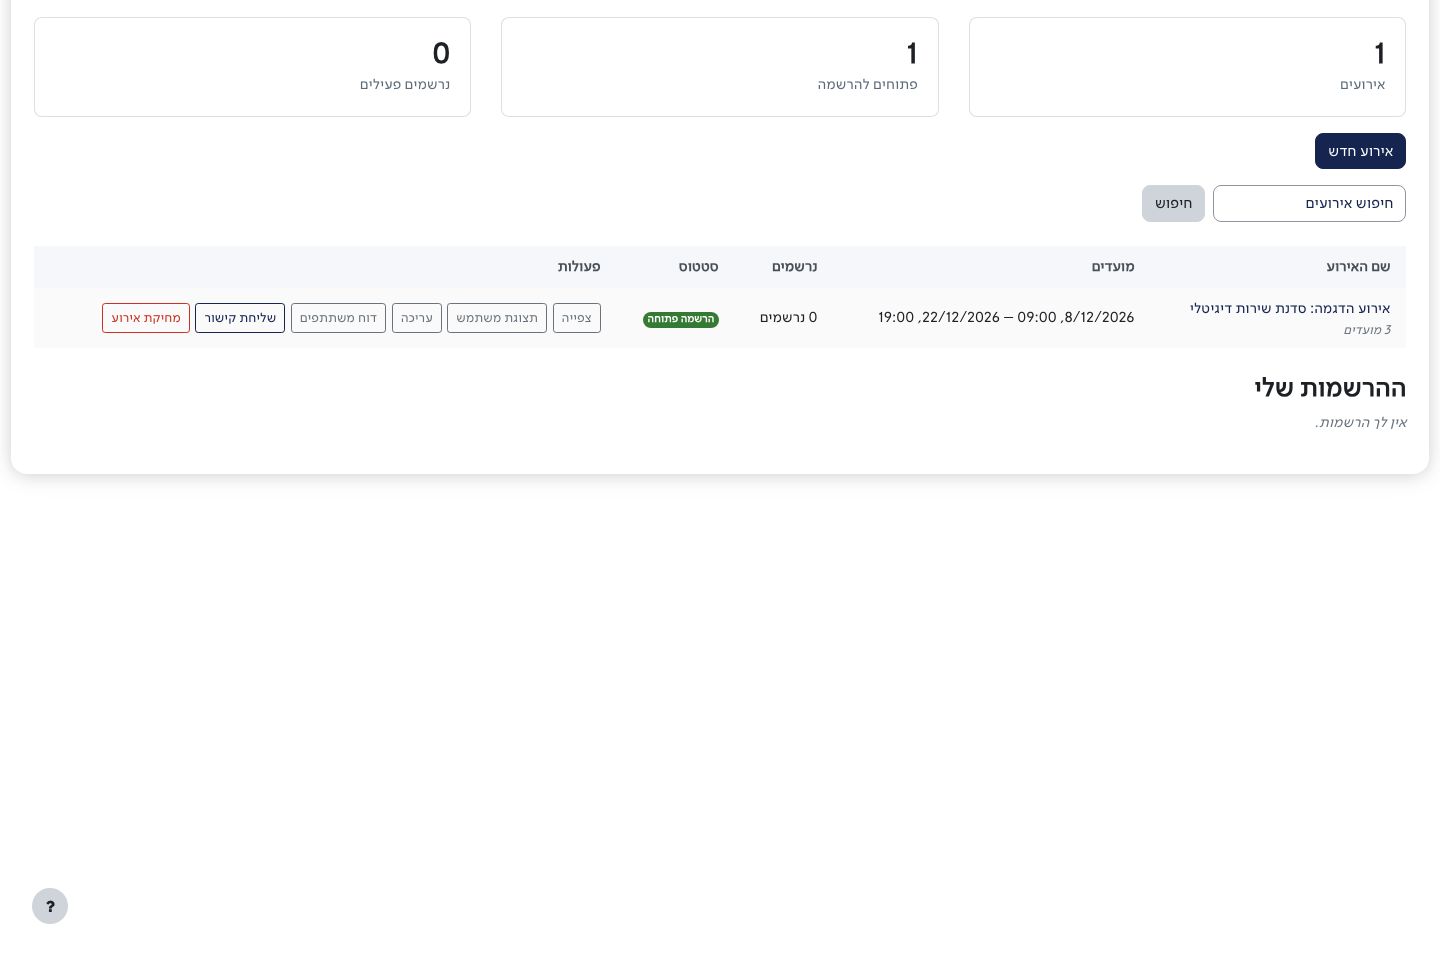 1
אירועים
1
פתוחים להרשמה
0
נרשמים פעילים
אירוע חדש
חיפוש אירועים
חיפוש
שם האירוע מועדים נרשמים סטטוס פעולות
אירוע הדגמה: סדנת שירות דיגיטלי
3 מועדים
8/12/2026, 09:00 – 22/12/2026, 19:00
0 נרשמים
הרשמה פתוחה
צפייה תצוגת משתמש עריכה דוח משתתפים שליחת קישור מחיקת אירוע
ההרשמות שלי
אין לך הרשמות.
?